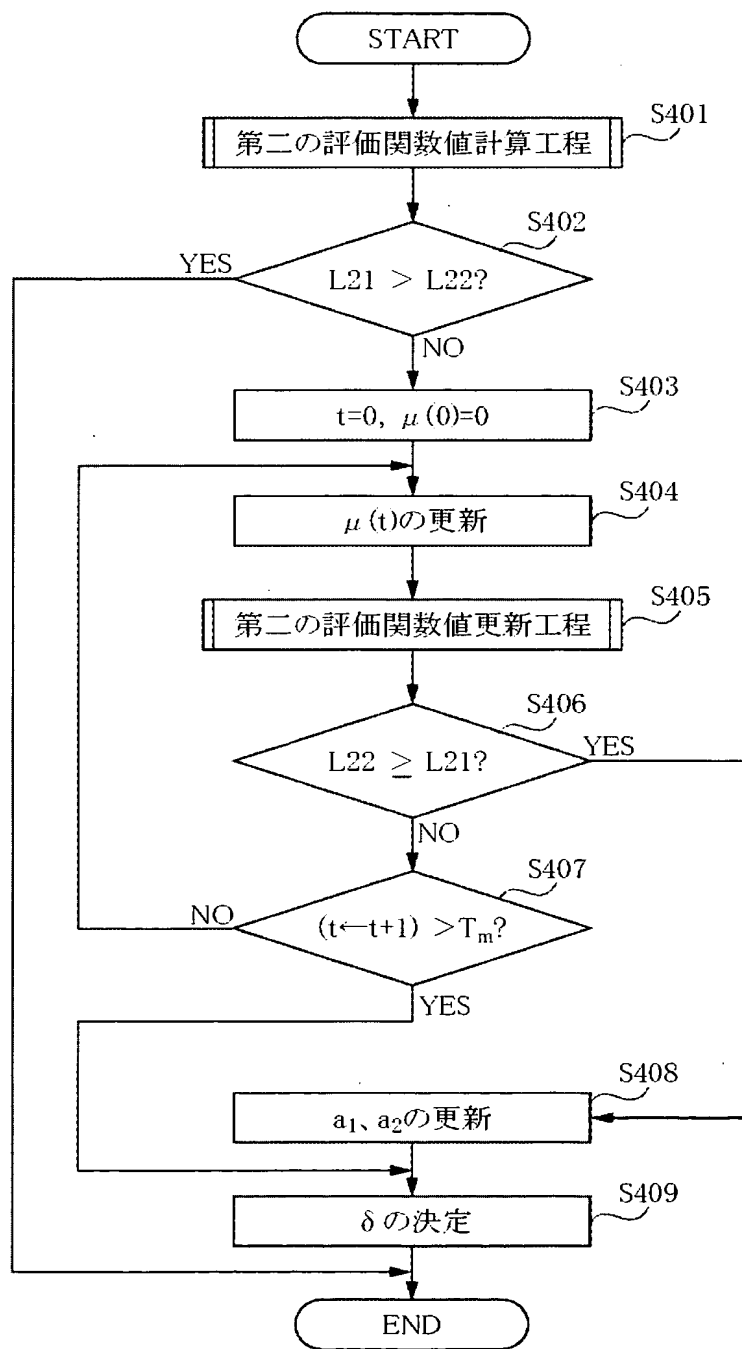 START
S401
第二の評価関数値計算工程
S402
YES
L21 > L22?
NO
S403
t=0, μ(0)=0
S404
μ(t)の更新
S405
第二の評価関数値更新工程
S406
YES
L22 ≥ L21?
NO
S407
NO
(t←t+1) >Tm?
YES
S408
a1、a2の更新
S409
δの決定
END